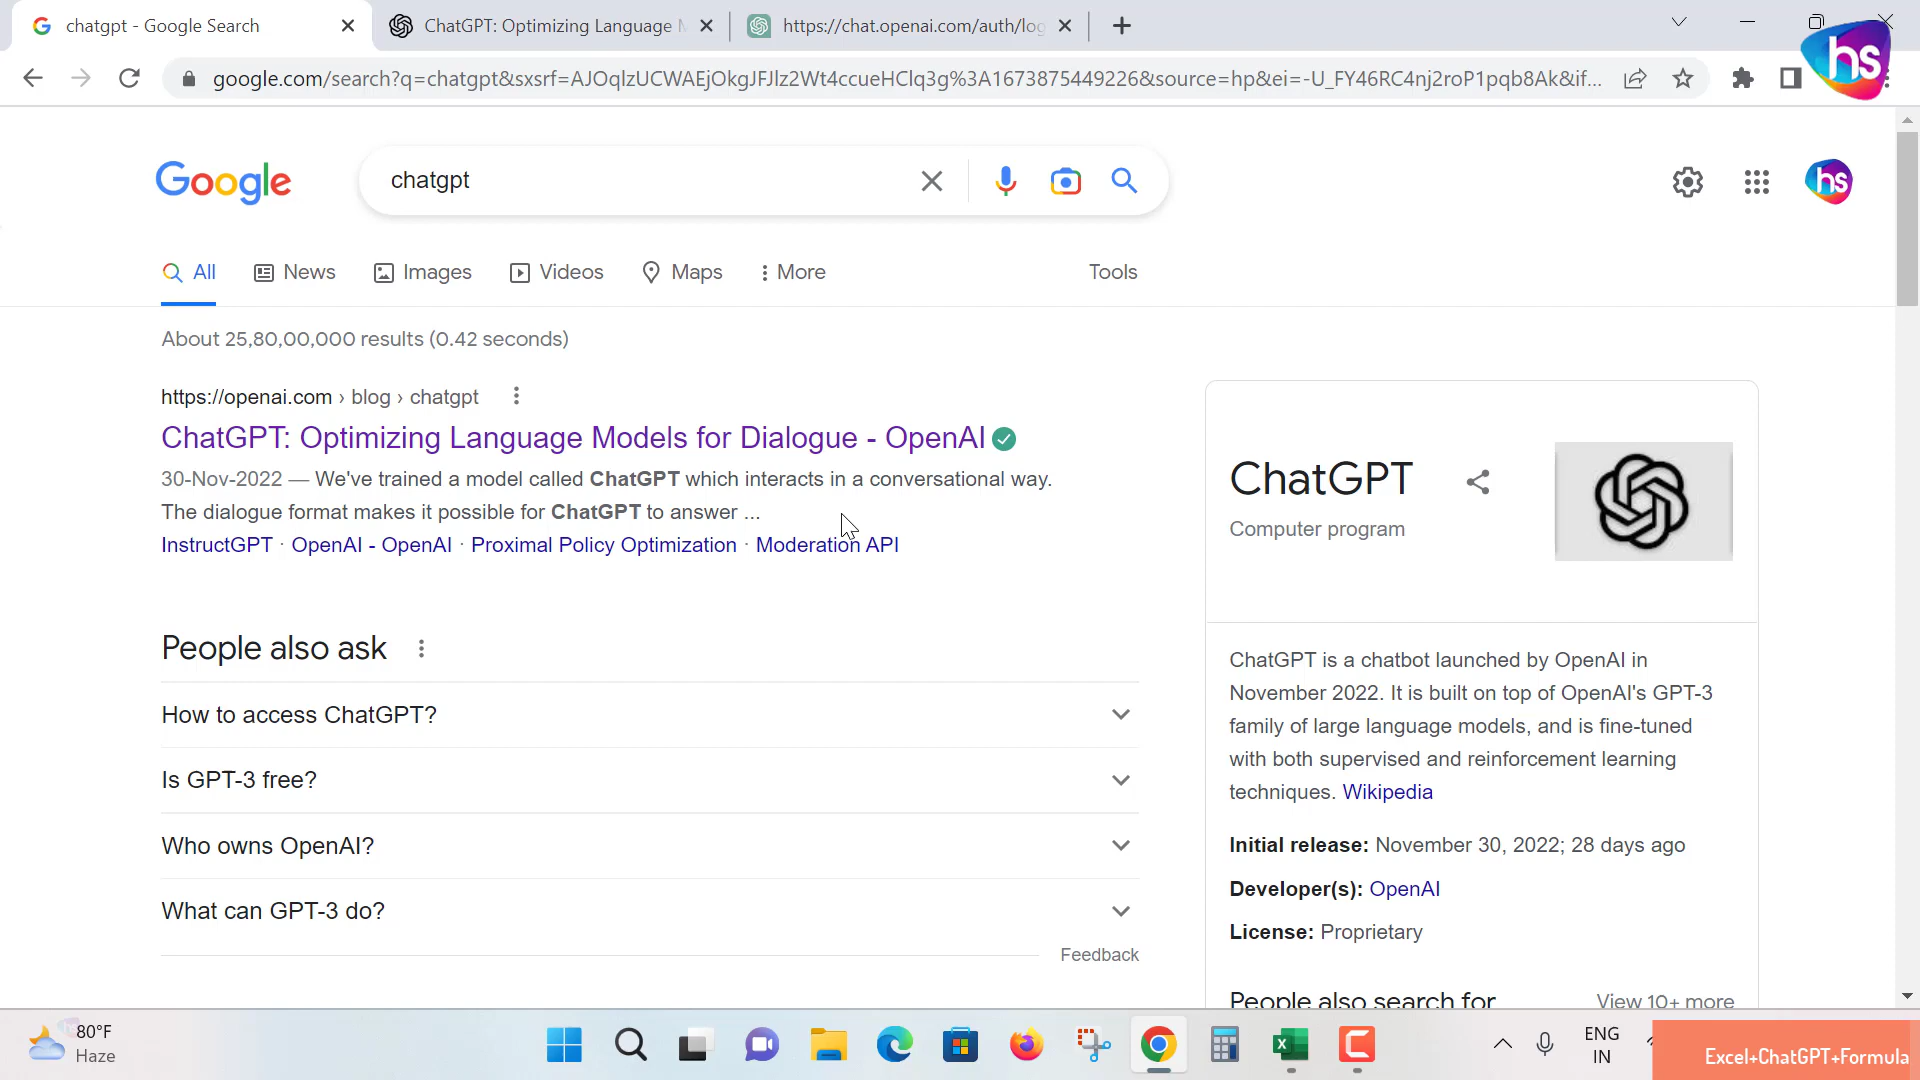 chatgpt - Google Search
ChatGPT: Optimizing Language M
https://chat.openai.com/auth/log
google.com/search?q=chatgpt&sxsrf=AJOqlzUCWAEjOkgJFJlz2Wt4ccueHClq3g%3A1673875449226&source=hp&ei=-U_FY46RC4nj2roP1pqb8Ak&if...
hs
Google
chatgpt
hs
All
News
Images
Videos
Maps
More
Tools
About 25,80,00,000 results (0.42 seconds)
https://openai.com › blog › chatgpt
ChatGPT: Optimizing Language Models for Dialogue - OpenAI
30-Nov-2022 — We've trained a model called ChatGPT which interacts in a conversational way.
The dialogue format makes it possible for ChatGPT to answer ...
InstructGPT · OpenAI - OpenAI · Proximal Policy Optimization · Moderation API
People also ask
How to access ChatGPT?
Is GPT-3 free?
Who owns OpenAI?
What can GPT-3 do?
Feedback
ChatGPT
Computer program
ChatGPT is a chatbot launched by OpenAI in
November 2022. It is built on top of OpenAI's GPT-3
family of large language models, and is fine-tuned
with both supervised and reinforcement learning
techniques. Wikipedia
Initial release: November 30, 2022; 28 days ago
Developer(s): OpenAI
License: Proprietary
People also search for
View 10+ more
80°F
Haze
ENG
IN
Excel+ChatGPT+Formula